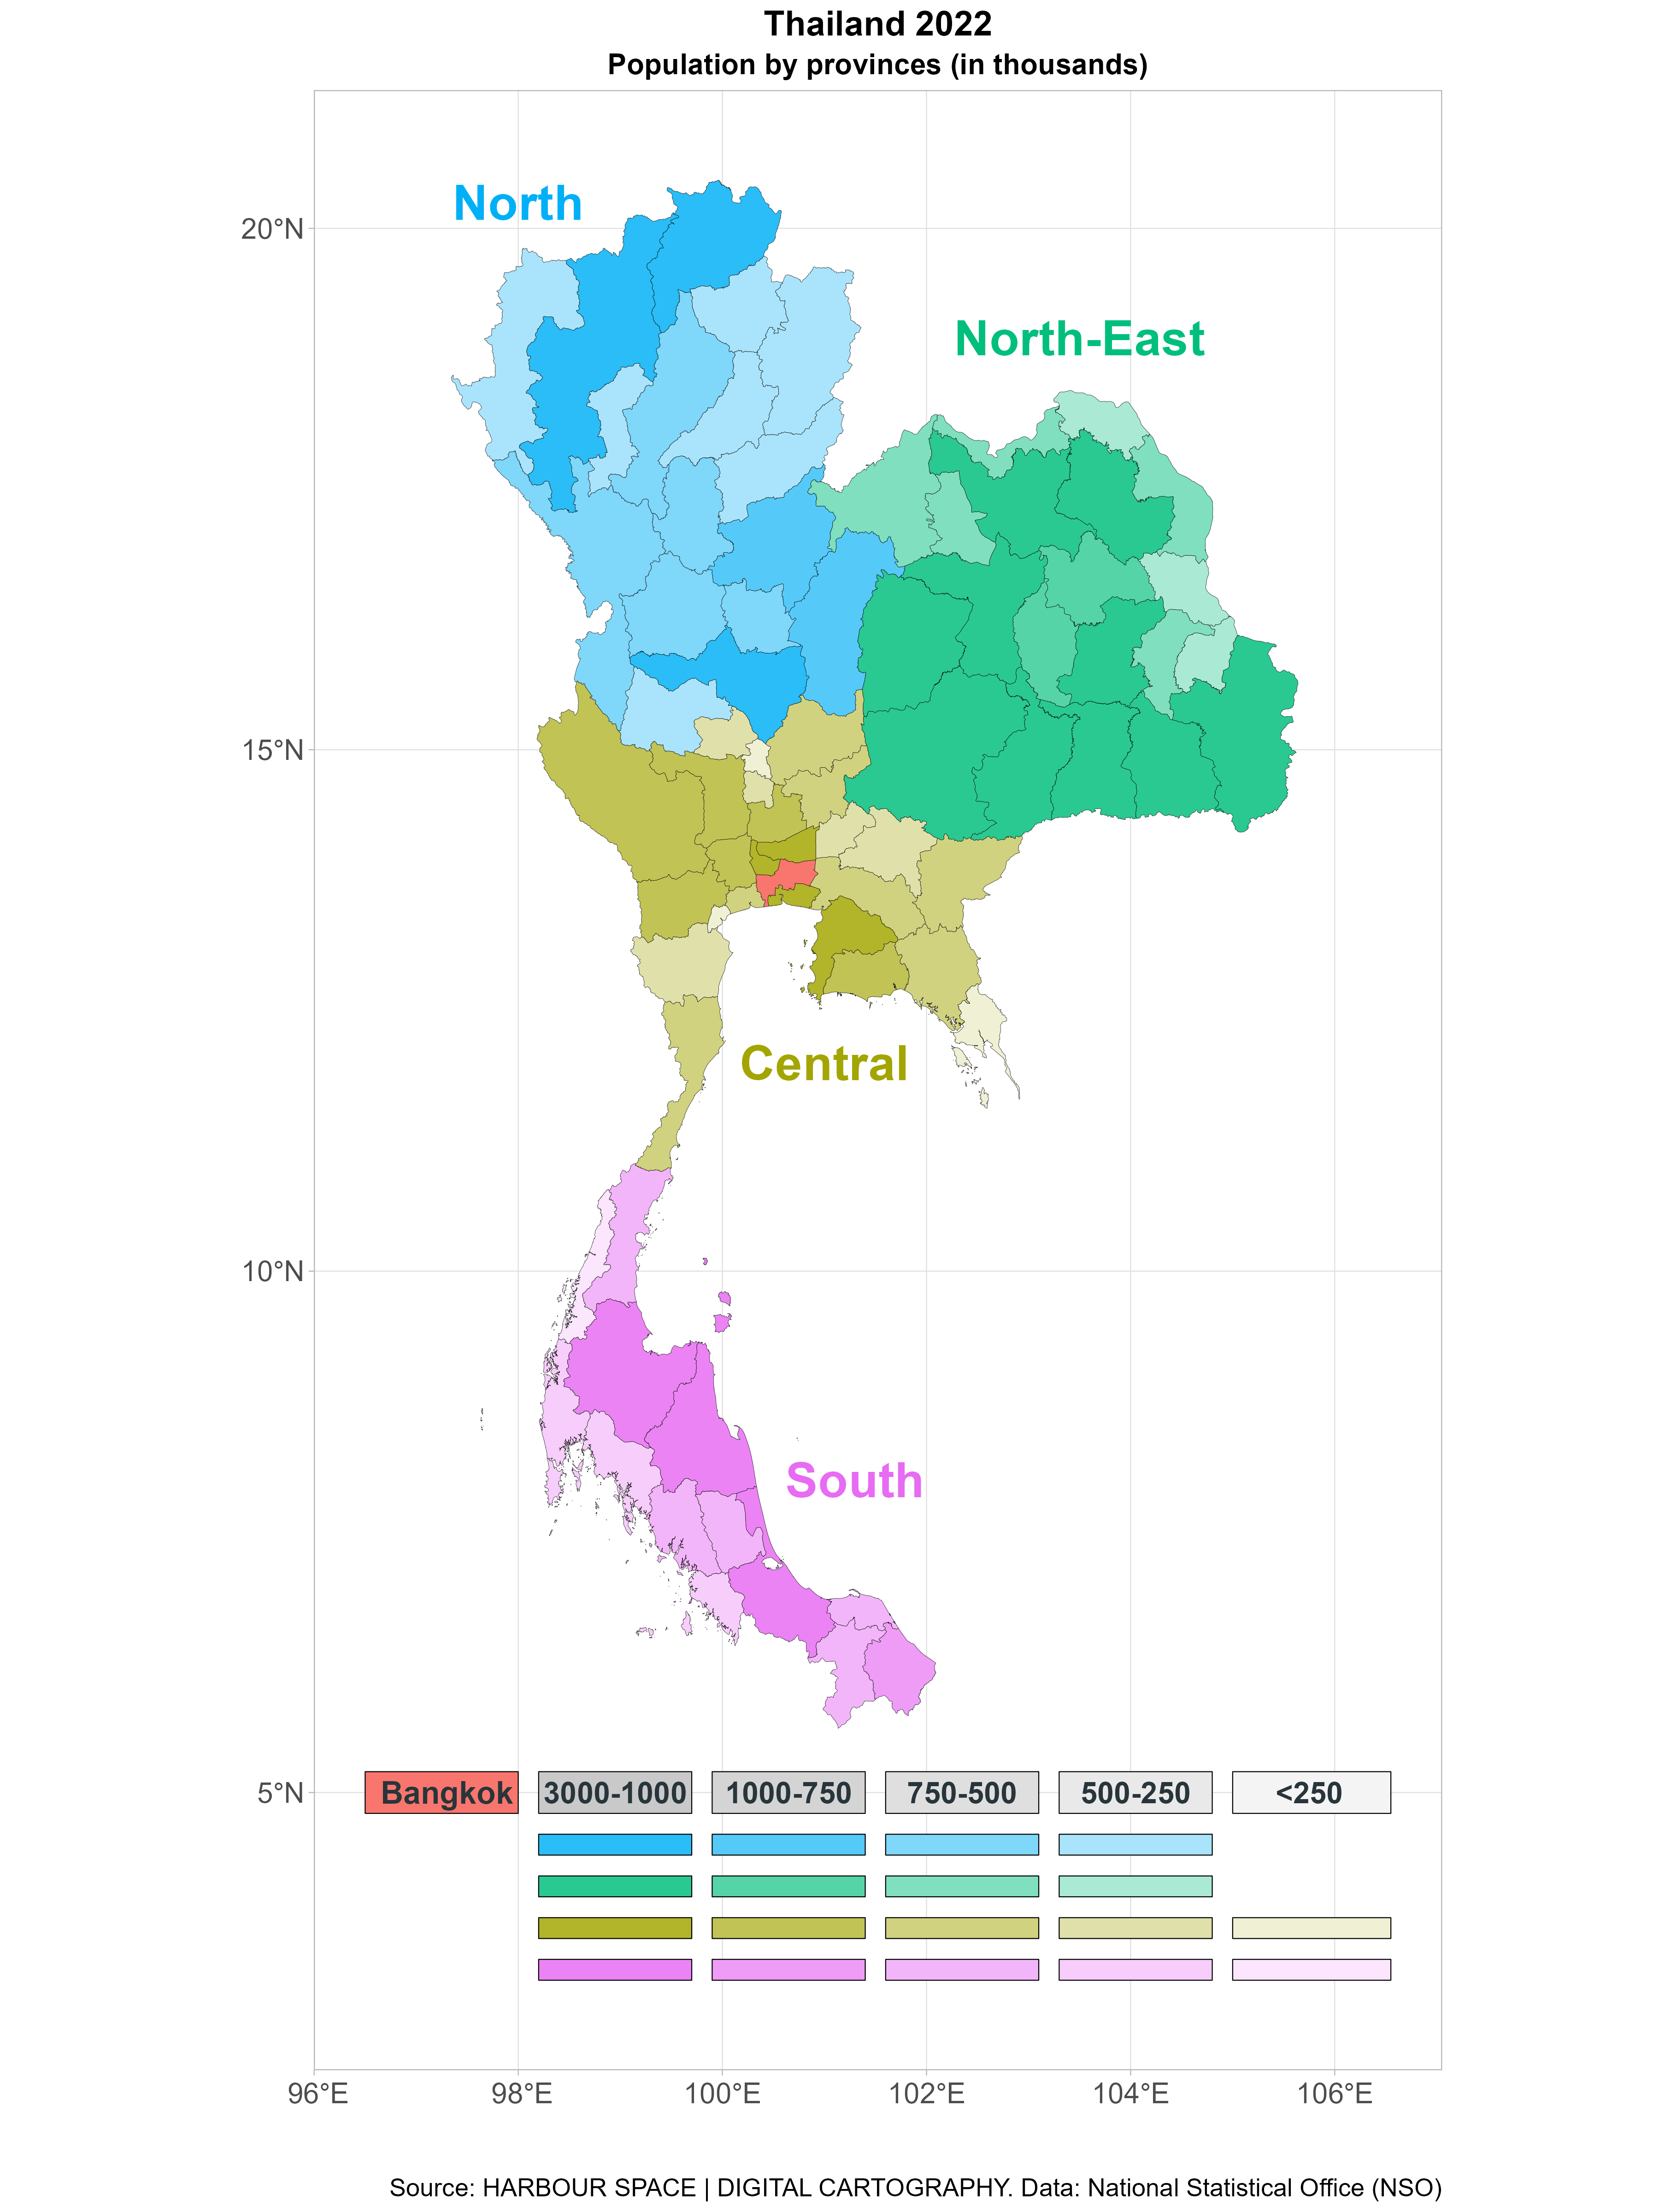 Thailand 2022
Population by provinces (in thousands)
North
20°N
North-East
15°N
Central
10°N
South
5°N
Bangkok 3000-1000 1000-750 750-500 500-250 <250
96°E 98°E 100°E 102°E 104°E 106°E
Source: HARBOUR SPACE | DIGITAL CARTOGRAPHY. Data: National Statistical Office (NSO)